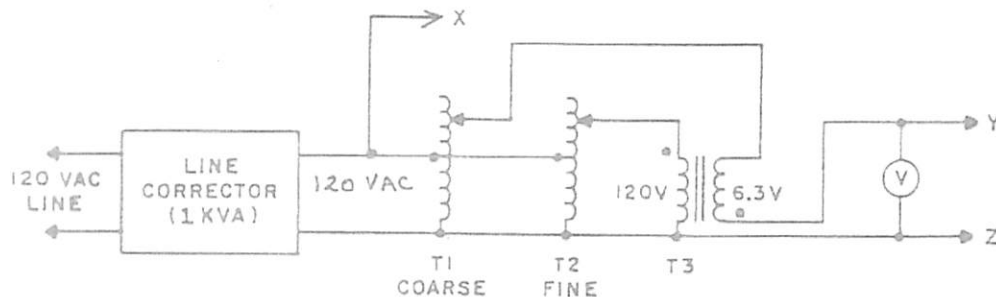 X
120 VAC
LINE
LINE
CORRECTOR
(1 KVA)
120 VAC
120V
6.3V
V
Y
Z
T1
COARSE
T2
FINE
T3